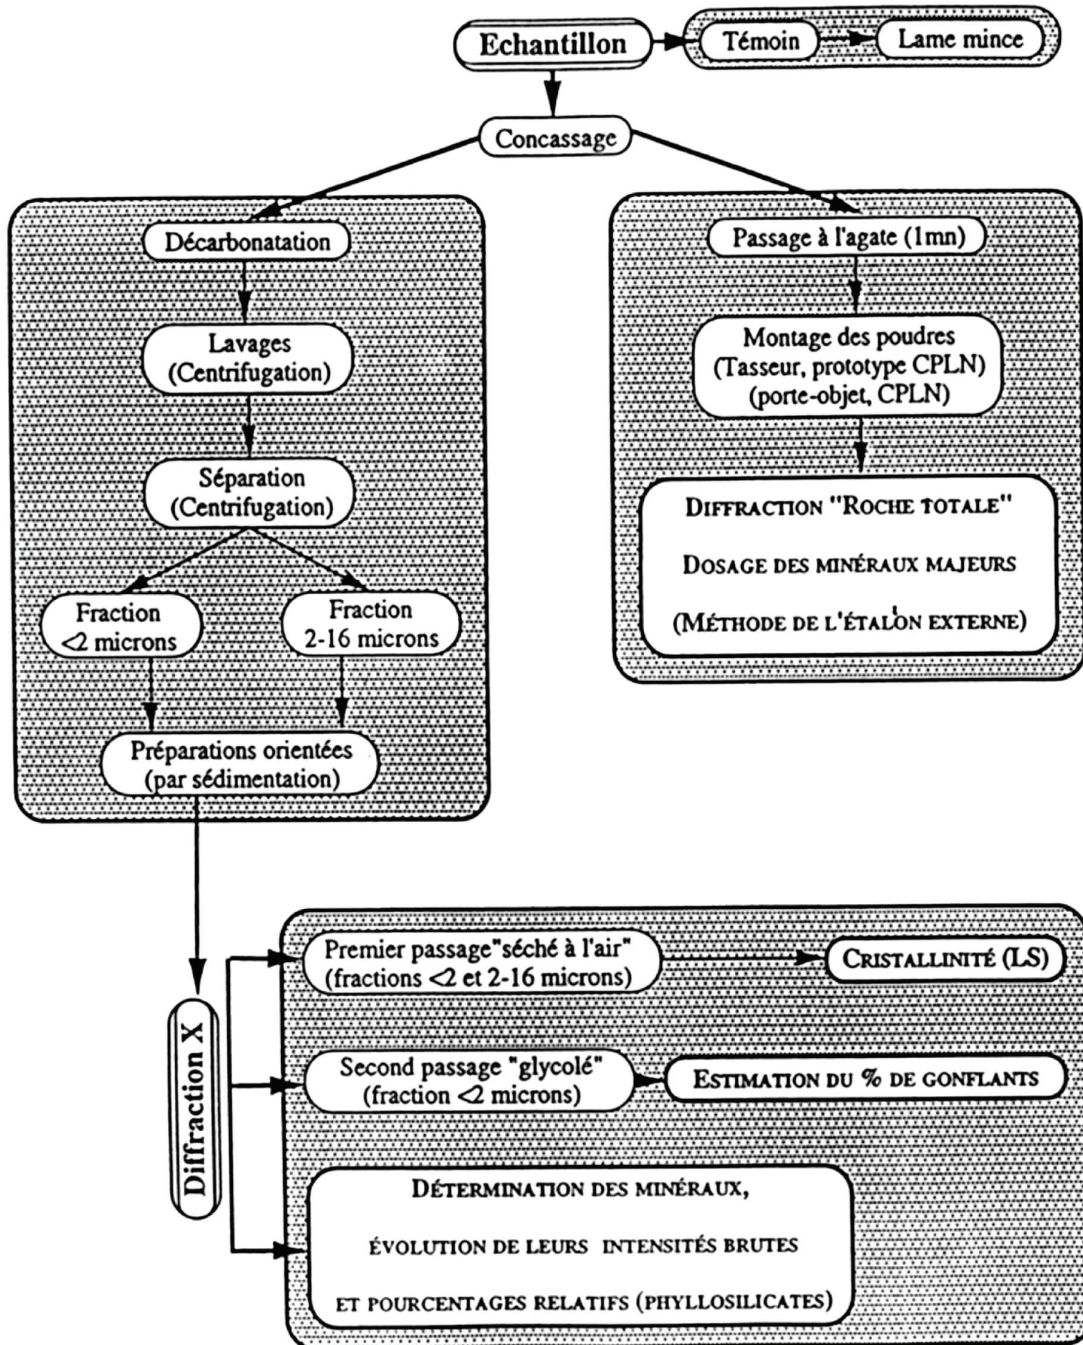 Echantillon
Témoin
Lame mince
Concassage
Décarbonatation
Lavages
(Centrifugation)
Séparation
(Centrifugation)
Fraction
<2 microns
Fraction
2-16 microns
Préparations orientées
(par sédimentation)
Passage à l'agate (1mn)
Montage des poudres
(Tasseur, prototype CPLN)
(porte-objet, CPLN)
DIFFRACTION "ROCHE TOTALE"
DOSAGE DES MINÉRAUX MAJEURS
(MÉTHODE DE L'ÉTALON EXTERNE)
Diffraction X
Premier passage"séché à l'air"
(fractions <2 et 2-16 microns)
CRISTALLINITÉ (LS)
Second passage "glycolé"
(fraction <2 microns)
ESTIMATION DU % DE GONFLANTS
DÉTERMINATION DES MINÉRAUX,
ÉVOLUTION DE LEURS INTENSITÉS BRUTES
ET POURCENTAGES RELATIFS (PHYLLOSILICATES)